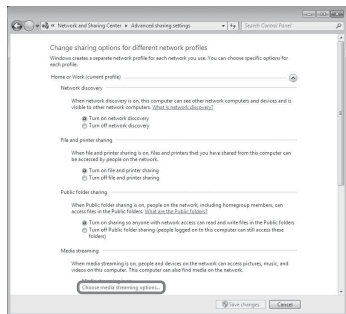 « Network and Sharing Center ▸ Advanced sharing settings
Search Control Panel
Change sharing options for different network profiles
Windows creates a separate network profile for each network you use. You can choose specific options for
each profile.
Home or Work (current profile)
Network discovery
When network discovery is on, this computer can see other network computers and devices and is
visible to other network computers. What is network discovery?
Turn on network discovery
Turn off network discovery
File and printer sharing
When file and printer sharing is on, files and printers that you have shared from this computer can
be accessed by people on the network.
Turn on file and printer sharing
Turn off file and printer sharing
Public folder sharing
When Public folder sharing is on, people on the network, including homegroup members, can
access files in the Public folders. What are the Public folders?
Turn on sharing so anyone with network access can read and write files in the Public folders
Turn off Public folder sharing (people logged on to this computer can still access these
folders)
Media streaming
When media streaming is on, people and devices on the network can access pictures, music, and
videos on this computer. This computer can also find media on the network.
Choose media streaming options...
Save changes
Cancel